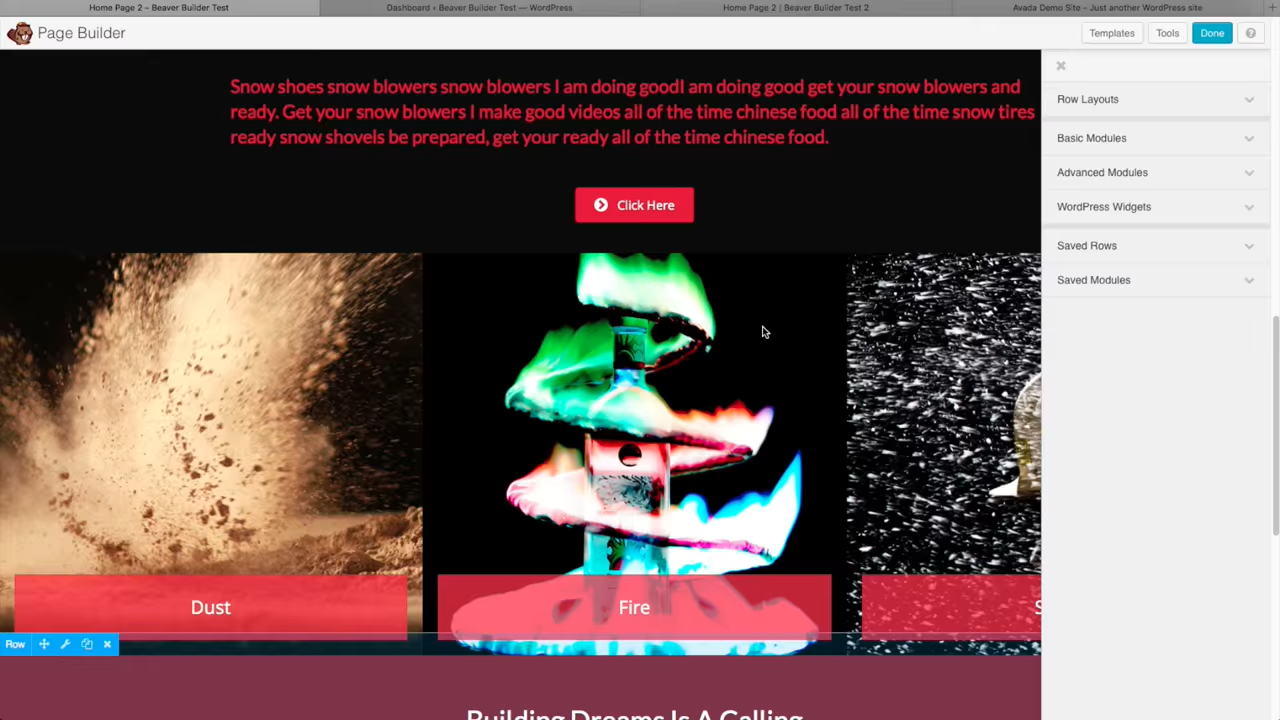 Home Page 2 – Beaver Builder Test
Dashboard ‹ Beaver Builder Test — WordPress
Home Page 2 | Beaver Builder Test 2
Avada Demo Site – Just another WordPress site
Page Builder
Templates
Tools
Done
Snow shoes snow blowers snow blowers I am doing goodI am doing good get your snow blowers and
ready. Get your snow blowers I make good videos all of the time chinese food all of the time snow tires
ready snow shovels be prepared, get your ready all of the time chinese food.
Click Here
Row Layouts
Basic Modules
Advanced Modules
WordPress Widgets
Saved Rows
Saved Modules
Dust
Fire
S
Row
Building Dreams Is A Calling